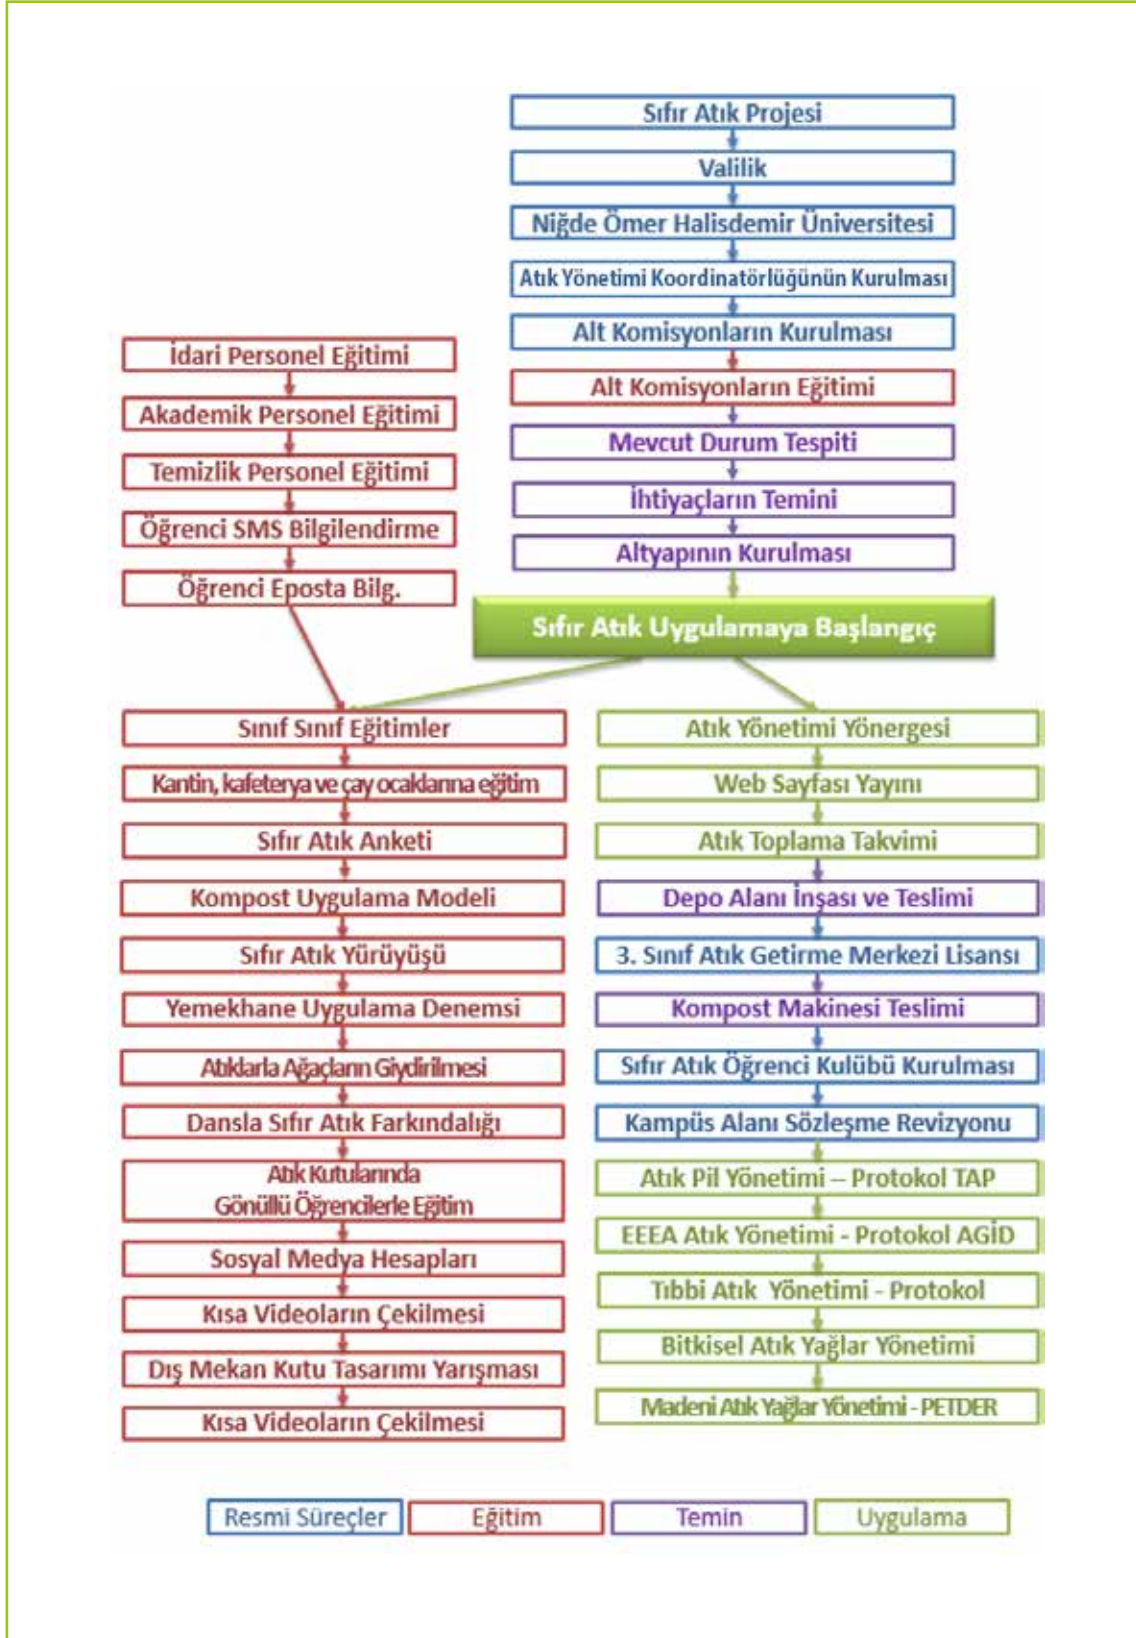 Sıfır Atık Projesi
Valilik
Niğde Ömer Halisdemir Üniversitesi
Atık Yönetimi Koordinatörlüğünün Kurulması
Alt Komisyonların Kurulması
Alt Komisyonların Eğitimi
Mevcut Durum Tespiti
İhtiyaçların Temini
Altyapının Kurulması
İdari Personel Eğitimi
Akademik Personel Eğitimi
Temizlik Personel Eğitimi
Öğrenci SMS Bilgilendirme
Öğrenci Eposta Bilg.
Sıfır Atık Uygulamaya Başlangıç
Sınıf Sınıf Eğitimler
Kantin, kafeterya ve çay ocaklarına eğitim
Sıfır Atık Anketi
Kompost Uygulama Modeli
Sıfır Atık Yürüyüşü
Yemekhane Uygulama Denemsi
Atıklarla Ağaçların Giydirilmesi
Dansla Sıfır Atık Farkındalığı
Atık Kutularında
Gönüllü Öğrencilerle Eğitim
Sosyal Medya Hesapları
Kısa Videoların Çekilmesi
Dış Mekan Kutu Tasarımı Yarışması
Kısa Videoların Çekilmesi
Atık Yönetimi Yönergesi
Web Sayfası Yayını
Atık Toplama Takvimi
Depo Alanı İnşası ve Teslimi
3. Sınıf Atık Getirme Merkezi Lisansı
Kompost Makinesi Teslimi
Sıfır Atık Öğrenci Kulübü Kurulması
Kampüs Alanı Sözleşme Revizyonu
Atık Pil Yönetimi – Protokol TAP
EEEA Atık Yönetimi - Protokol AGİD
Tıbbi Atık Yönetimi - Protokol
Bitkisel Atık Yağlar Yönetimi
Madeni Atık Yağlar Yönetimi - PETDER
Resmi Süreçler
Eğitim
Temin
Uygulama